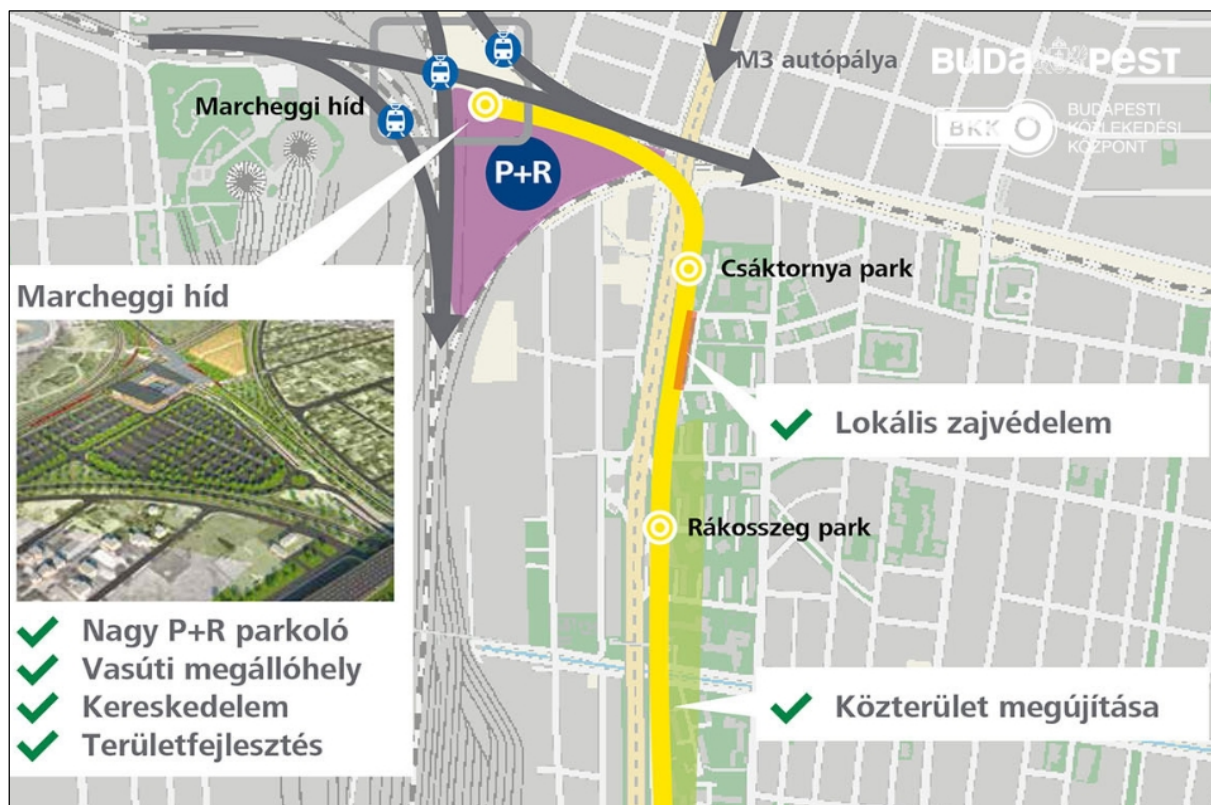 M3 autópálya
BUDAPEST
BKK
BUDAPESTI
KÖZLEKEDÉSI
KÖZPONT
Marcheggi híd
P+R
Csáktornya park
Marcheggi híd
Lokális zajvédelem
Rákosszeg park
Nagy P+R parkoló
Vasúti megállóhely
Kereskedelem
Területfejlesztés
Közterület megújítása